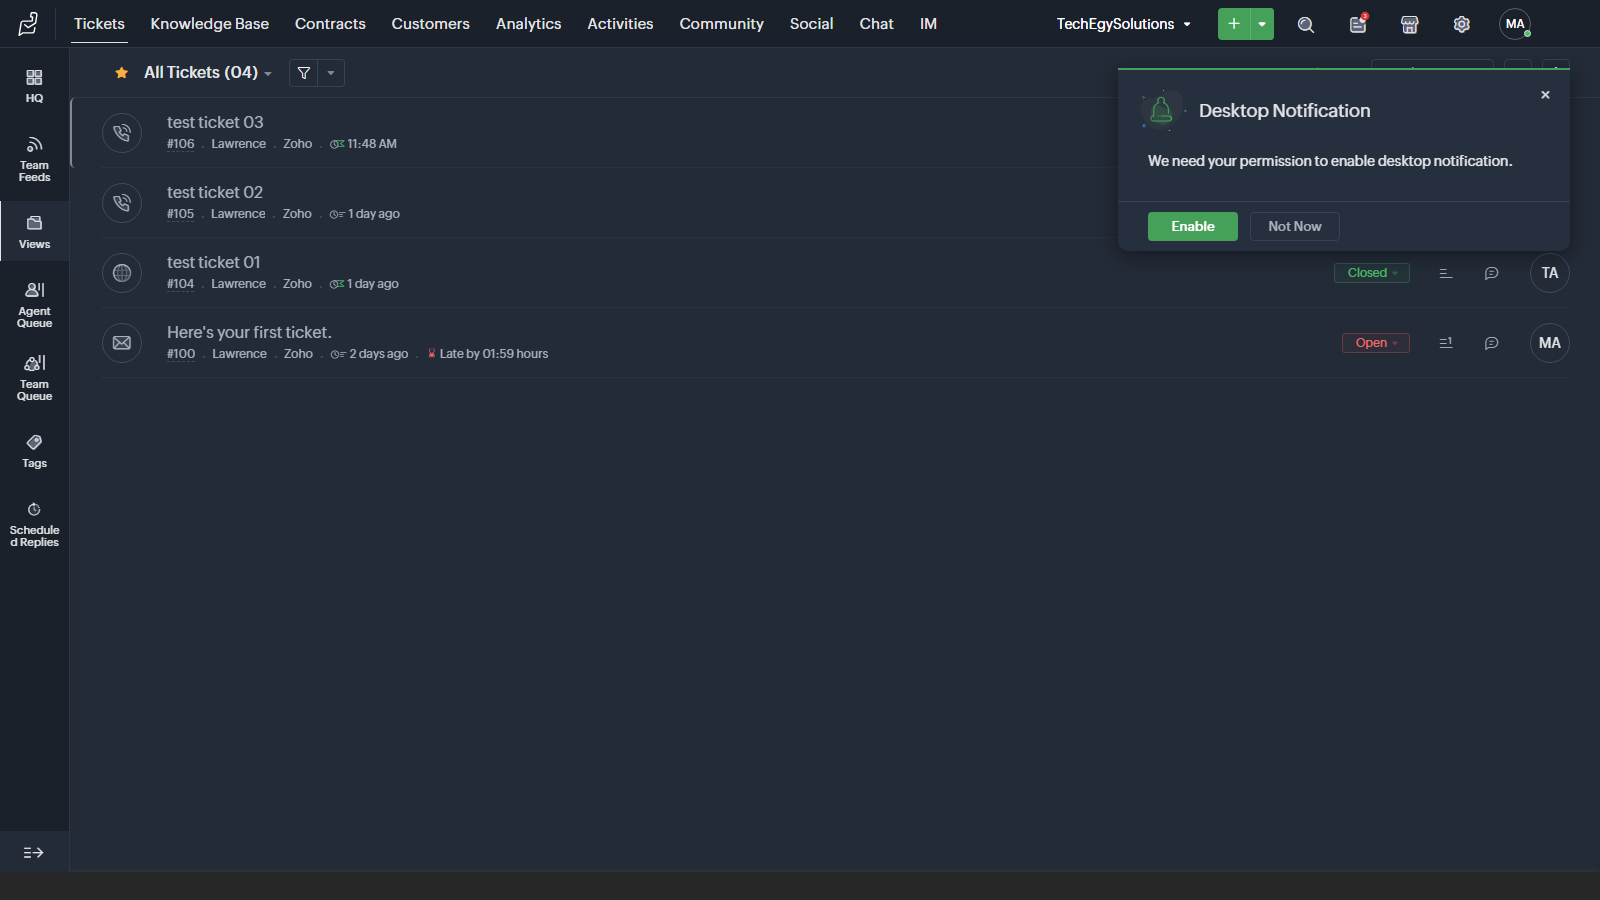 Tickets Knowledge Base Contracts Customers Analytics Activities Community Social Chat IM TechEgySolutions 3 MA
HQ
Team
Feeds
Views
Agent
Queue
Team
Queue
Tags
Schedule
d Replies
All Tickets (04)
test ticket 03
#106 . Lawrence . Zoho . 11:48 AM
test ticket 02
#105 . Lawrence . Zoho . 1 day ago
test ticket 01
#104 . Lawrence . Zoho . 1 day ago
Closed TA
Here's your first ticket.
#100 . Lawrence . Zoho . 2 days ago . Late by 01:59 hours
Open 1 MA
Desktop Notification
We need your permission to enable desktop notification.
Enable Not Now